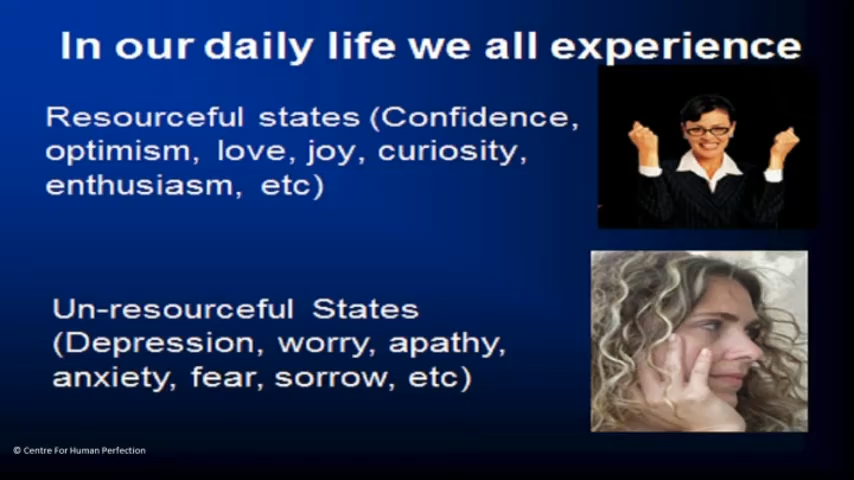 In our daily life we all experience
Resourceful states (Confidence,
optimism, love, joy, curiosity,
enthusiasm, etc)
Un-resourceful States
(Depression, worry, apathy,
anxiety, fear, sorrow, etc)
© Centre For Human Perfection